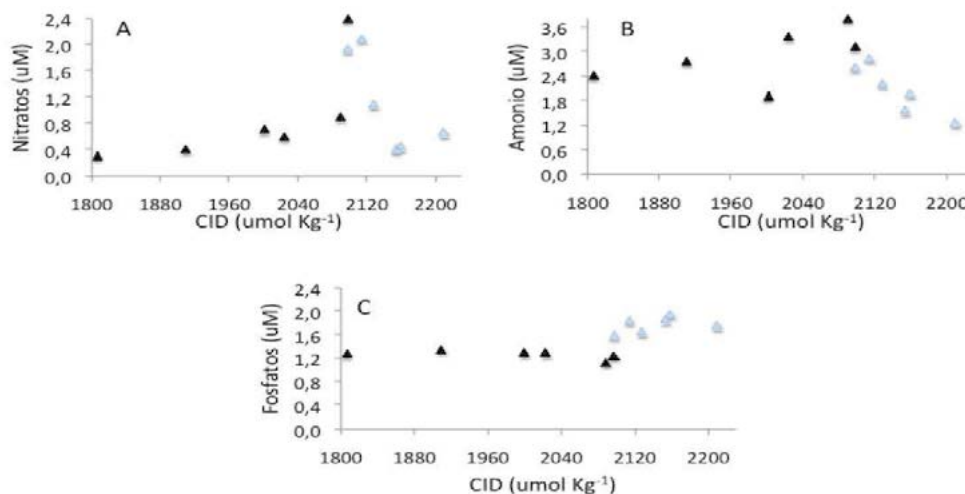 A
Nitratos (uM)
2,4
2,0
1,6
1,2
0,8
0,4
0,0
1800 1880 1960 2040 2120 2200
CID (umol Kg⁻¹)
B
Amonio (uM)
3,6
3,0
2,4
1,8
1,2
0,6
0,0
1800 1880 1960 2040 2120 2200
CID (umol Kg⁻¹)
C
Fosfatos (uM)
2,4
2,0
1,6
1,2
0,8
0,4
0,0
1800 1880 1960 2040 2120 2200
CID (umol Kg⁻¹)